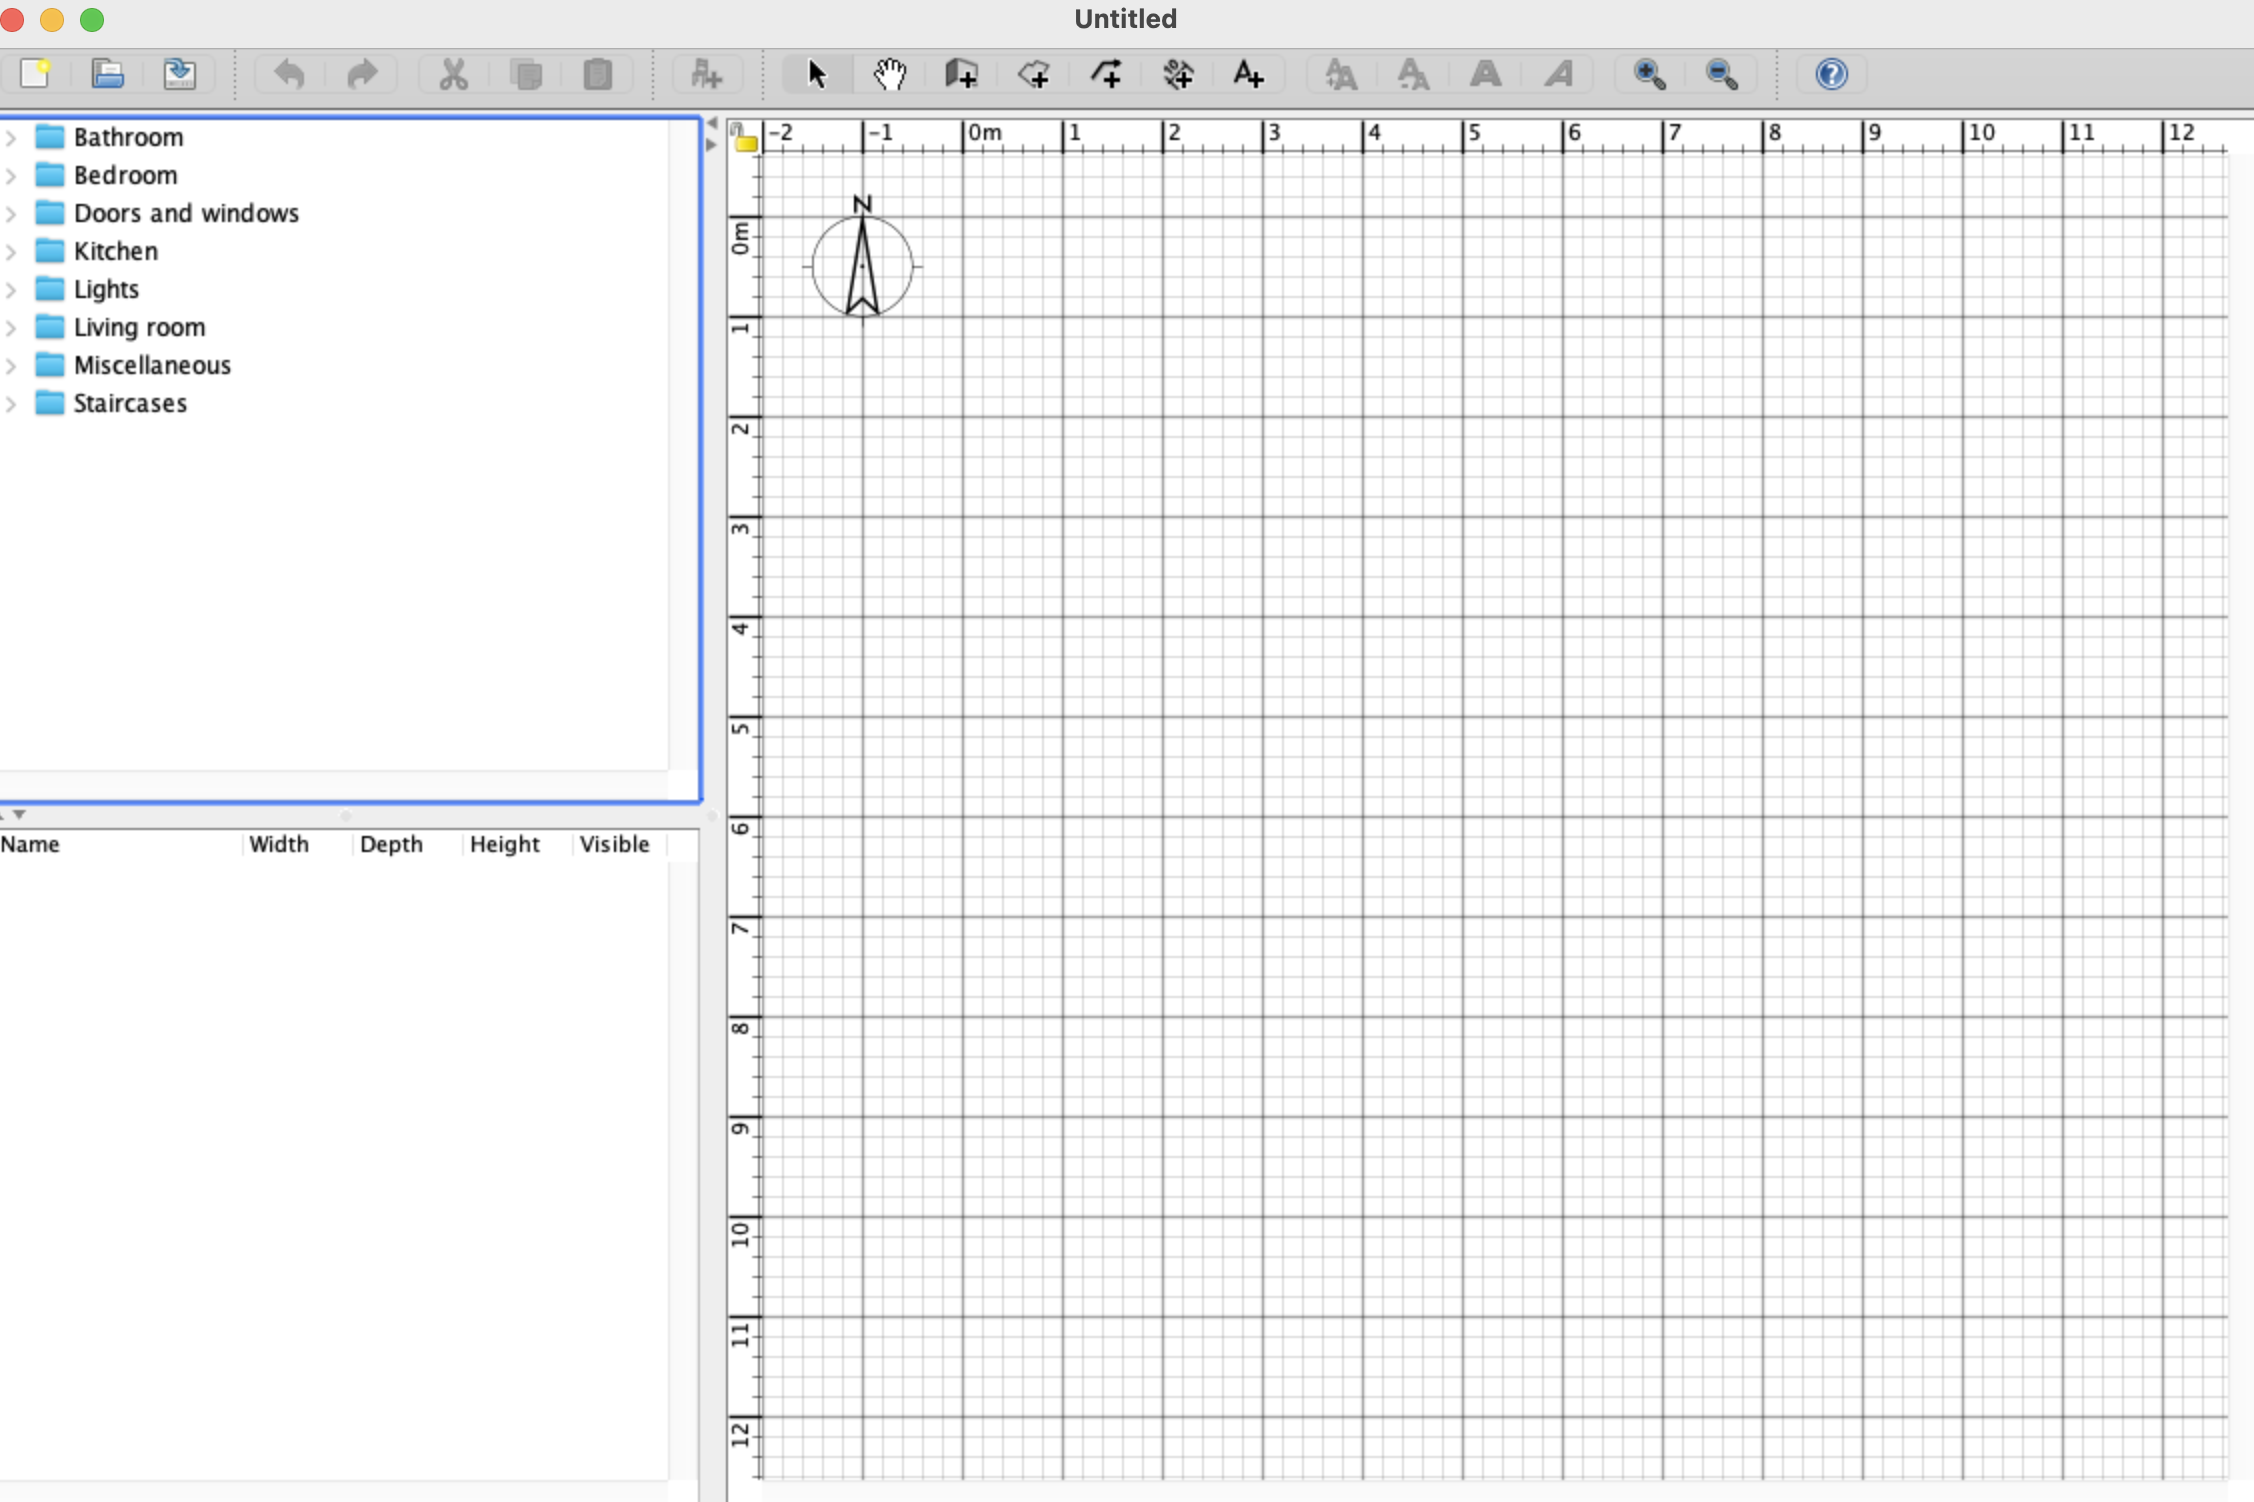 Untitled
Bathroom
Bedroom
Doors and windows
Kitchen
Lights
Living room
Miscellaneous
Staircases
Name Width Depth Height Visible
-2 -1 0m 1 2 3 4 5 6 7 8 9 10 11 12
N
0m
1
2
3
4
5
6
7
8
9
10
11
12